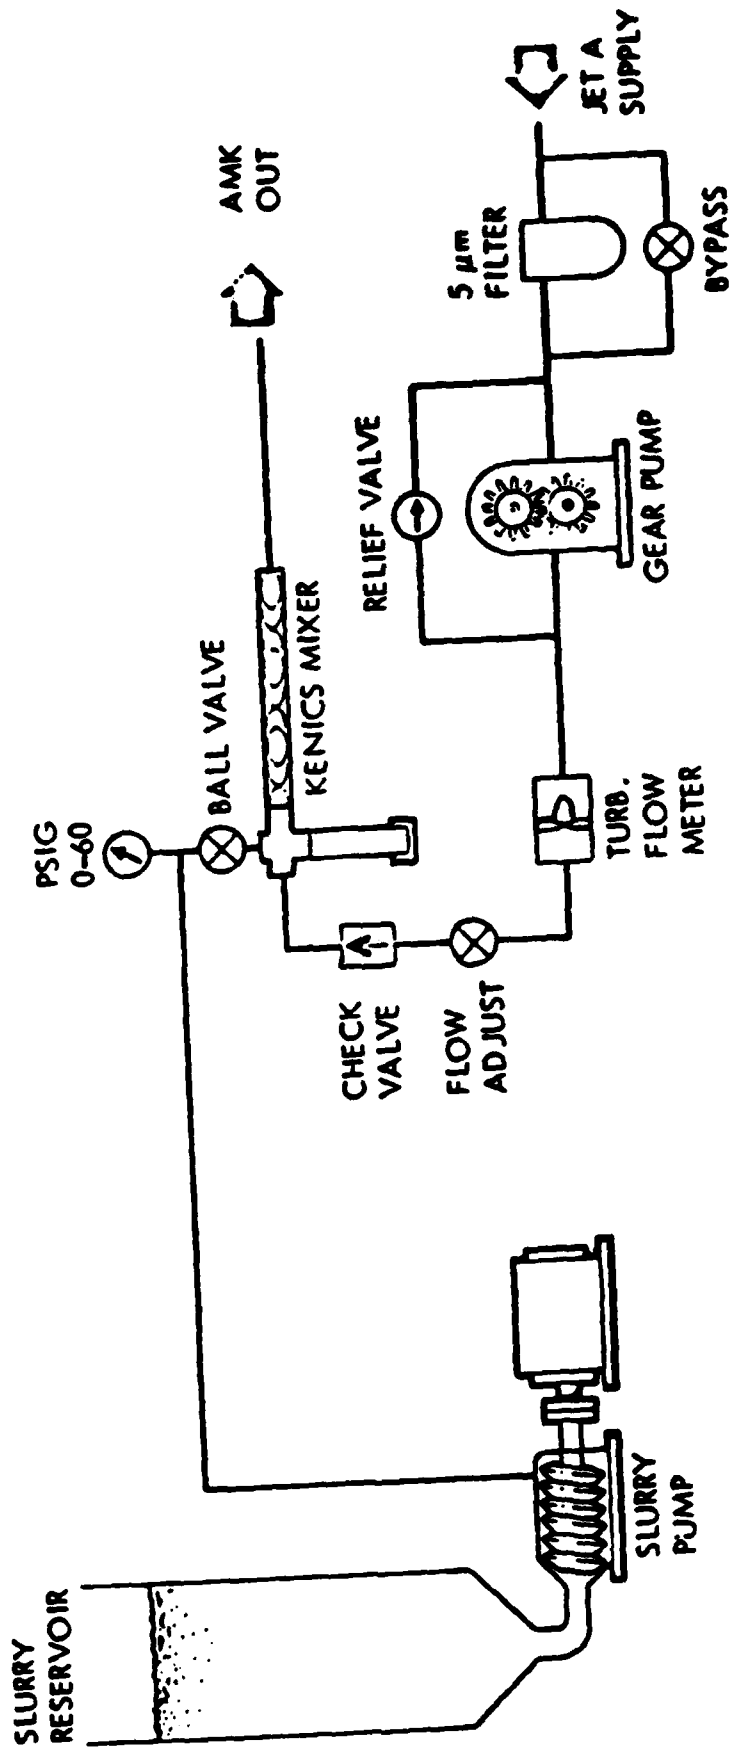 SLURRY
RESERVOIR
SLURRY
PUMP
PSIG
0-60
BALL VALVE
KENICS MIXER
AMK
OUT
CHECK
VALVE
FLOW
ADJUST
TURB.
FLOW
METER
RELIEF VALVE
GEAR PUMP
5 μm
FILTER
BYPASS
JET A
SUPPLY